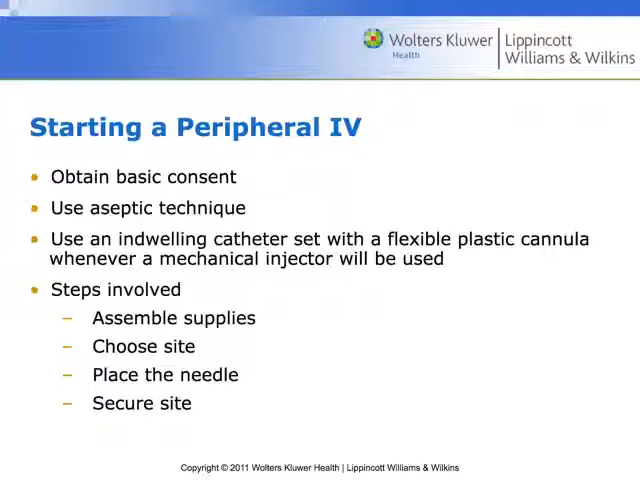 Wolters Kluwer
Health
Lippincott
Williams & Wilkins
Starting a Peripheral IV
• Obtain basic consent
• Use aseptic technique
• Use an indwelling catheter set with a flexible plastic cannula
whenever a mechanical injector will be used
• Steps involved
– Assemble supplies
– Choose site
– Place the needle
– Secure site
Copyright © 2011 Wolters Kluwer Health | Lippincott Williams & Wilkins